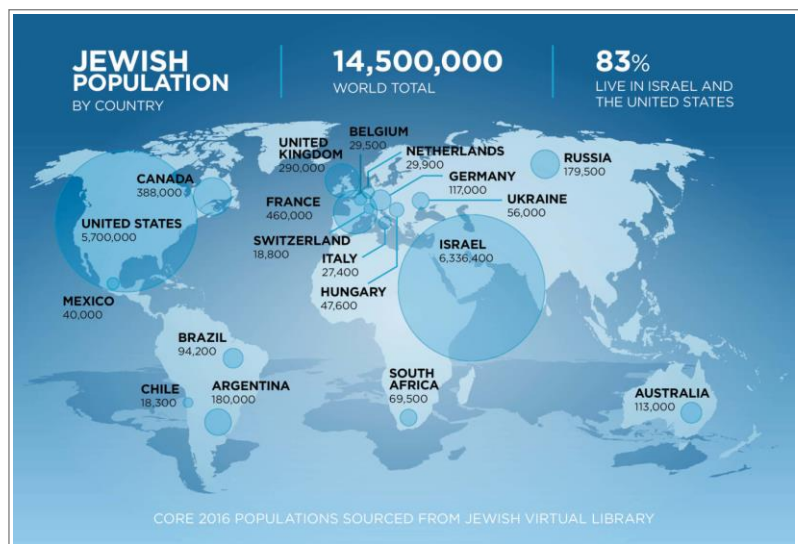 JEWISH
POPULATION
BY COUNTRY
14,500,000
WORLD TOTAL
83%
LIVE IN ISRAEL AND
THE UNITED STATES
BELGIUM
29,500
UNITED
KINGDOM
290,000
NETHERLANDS
29,900
RUSSIA
179,500
CANADA
388,000
GERMANY
117,000
FRANCE
460,000
UKRAINE
56,000
UNITED STATES
5,700,000
SWITZERLAND
18,800
ISRAEL
6,336,400
ITALY
27,400
HUNGARY
47,600
MEXICO
40,000
BRAZIL
94,200
SOUTH
AFRICA
69,500
CHILE
18,300
ARGENTINA
180,000
AUSTRALIA
113,000
CORE 2016 POPULATIONS SOURCED FROM JEWISH VIRTUAL LIBRARY